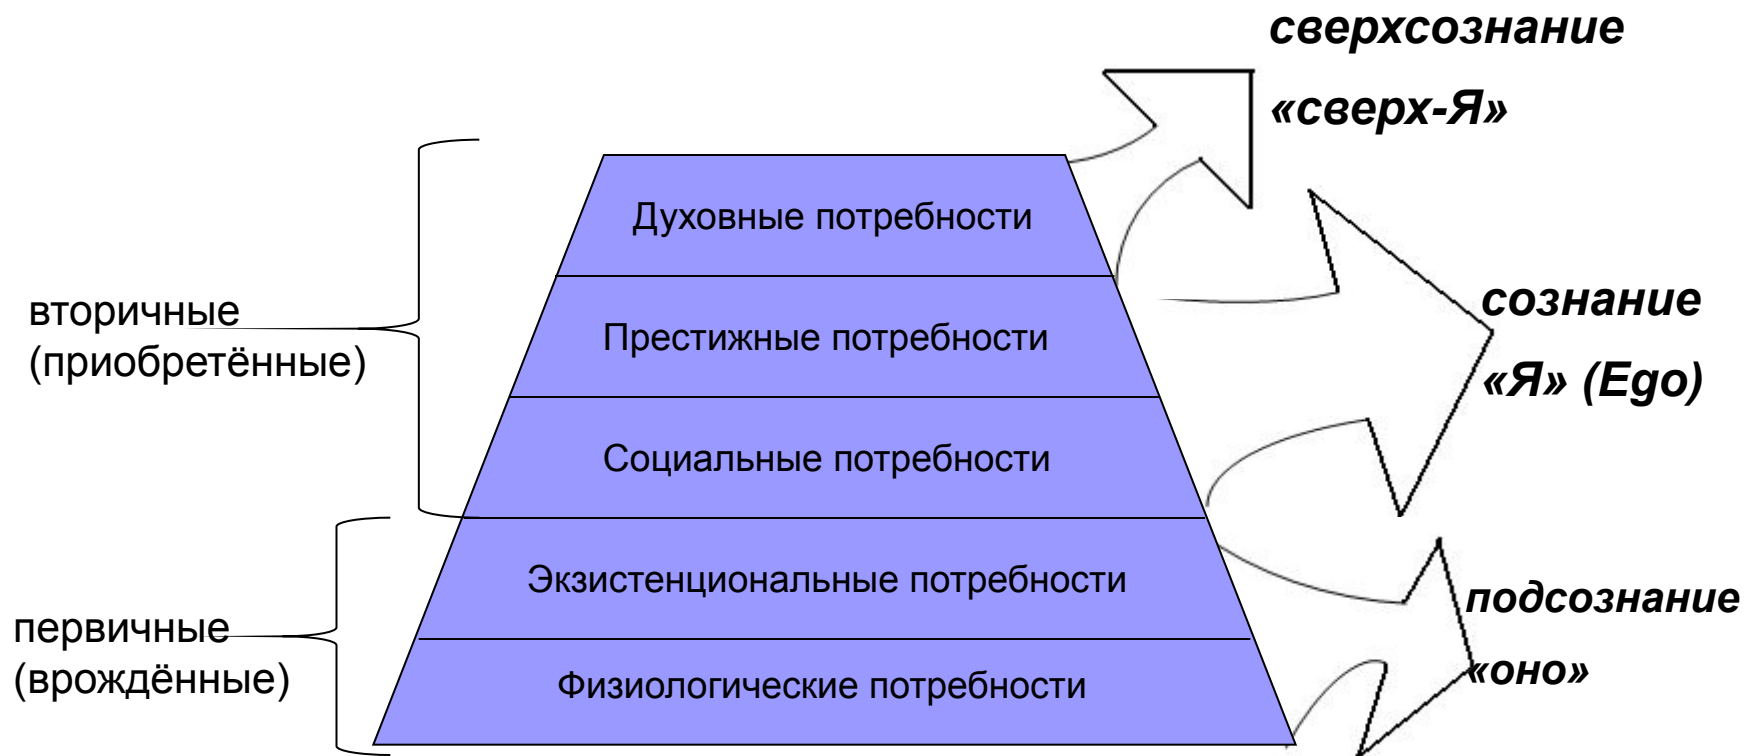 сверхсознание
«сверх-Я»
Духовные потребности
вторичные
(приобретённые)
Престижные потребности
сознание
«Я» (Ego)
Социальные потребности
Экзистенциональные потребности
подсознание
«оно»
первичные
(врождённые)
Физиологические потребности